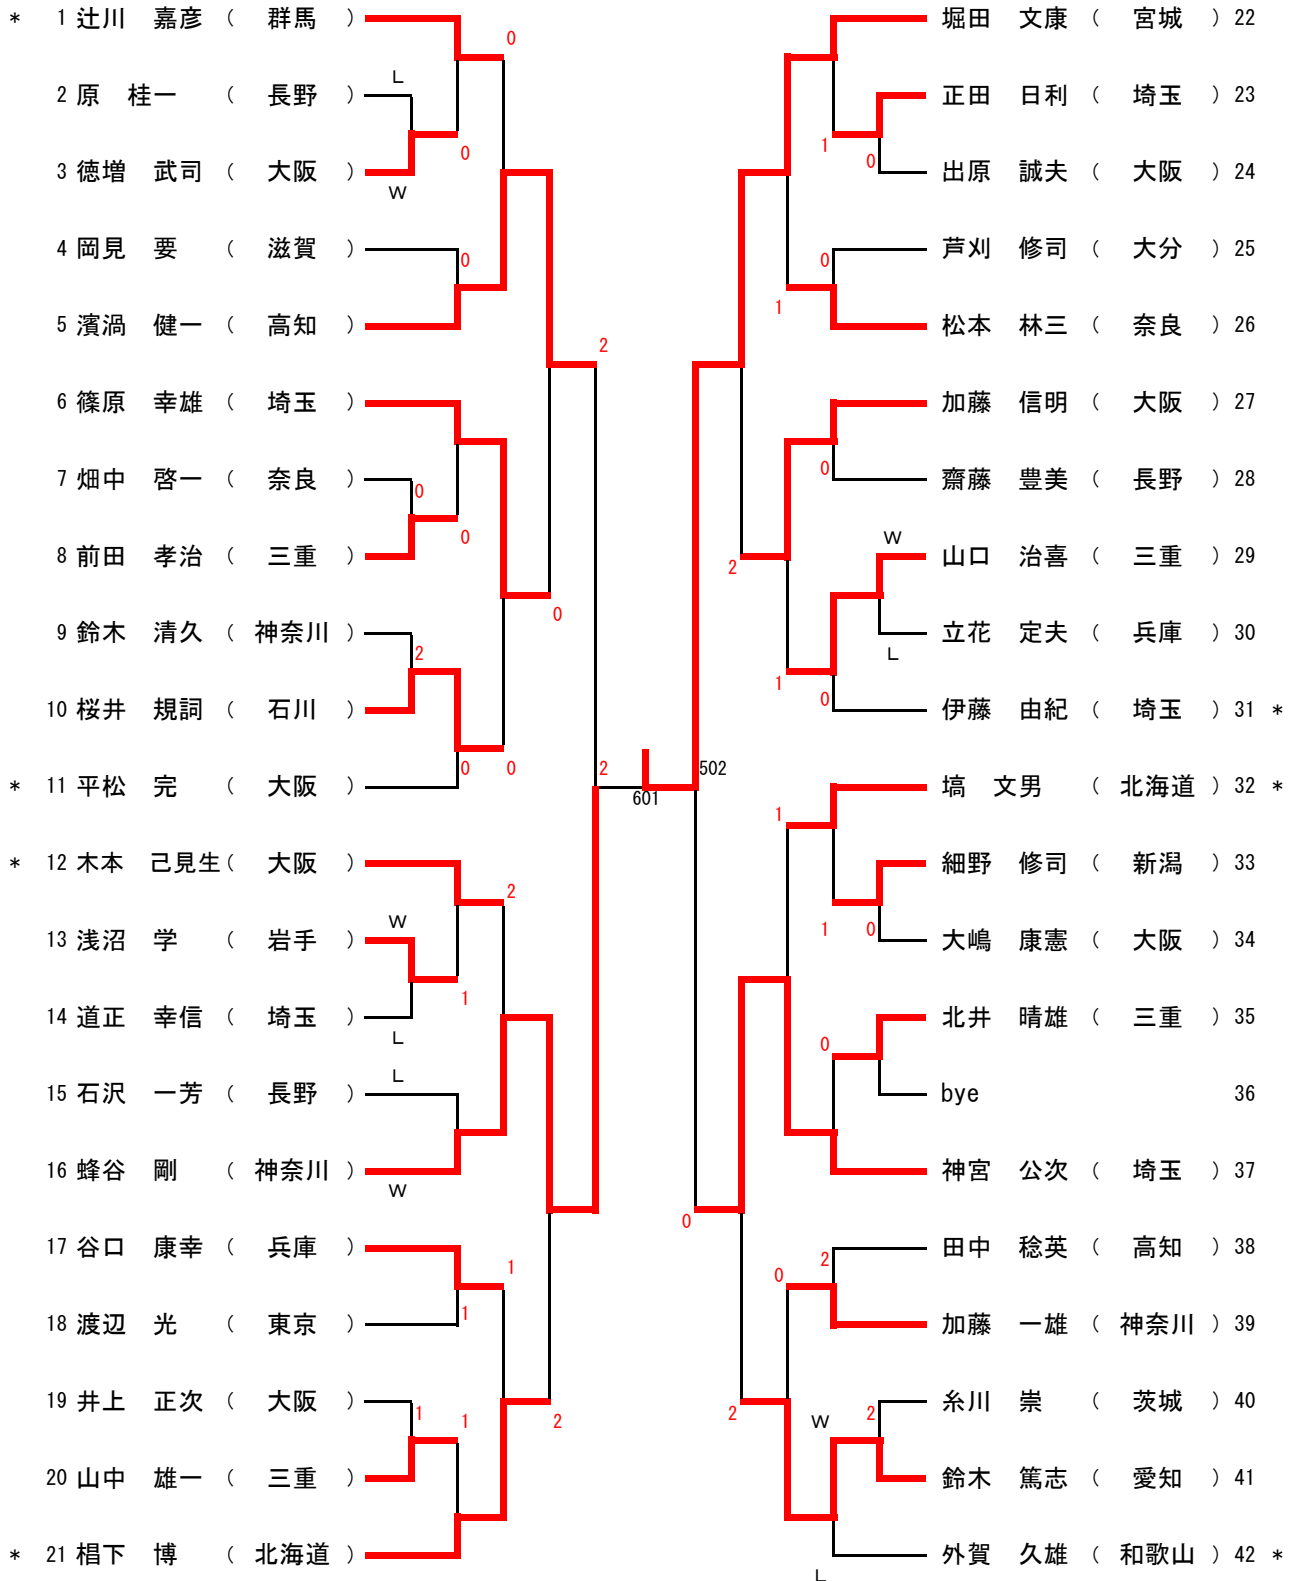 * 1 辻川 嘉彦 ( 群馬 ) 堀田 文康 ( 宮城 ) 22
0
L
2 原 桂一 ( 長野 ) 正田 日利 ( 埼玉 ) 23
0 1 0
3 徳増 武司 ( 大阪 ) 出原 誠夫 ( 大阪 ) 24
W
4 岡見 要 ( 滋賀 ) 芦刈 修司 ( 大分 ) 25
0 0
1
5 濱渦 健一 ( 高知 ) 松本 林三 ( 奈良 ) 26
2
6 篠原 幸雄 ( 埼玉 ) 加藤 信明 ( 大阪 ) 27
0
7 畑中 啓一 ( 奈良 ) 齋藤 豊美 ( 長野 ) 28
0
0 W
8 前田 孝治 ( 三重 ) 山口 治喜 ( 三重 ) 29
2
0
9 鈴木 清久 ( 神奈川 ) 立花 定夫 ( 兵庫 ) 30
2 L
1 0
10 桜井 規詞 ( 石川 ) 伊藤 由紀 ( 埼玉 ) 31 *
0 0 2 502
* 11 平松 完 ( 大阪 ) 塙 文男 ( 北海道 ) 32 *
601
1
* 12 木本 己見生( 大阪 ) 細野 修司 ( 新潟 ) 33
2
W 1 0
13 浅沼 学 ( 岩手 ) 大嶋 康憲 ( 大阪 ) 34
1
14 道正 幸信 ( 埼玉 ) 北井 晴雄 ( 三重 ) 35
L 0
L
15 石沢 一芳 ( 長野 ) bye 36
16 蜂谷 剛 ( 神奈川 ) 神宮 公次 ( 埼玉 ) 37
W
0
17 谷口 康幸 ( 兵庫 ) 田中 稔英 ( 高知 ) 38
1 0 2
1
18 渡辺 光 ( 東京 ) 加藤 一雄 ( 神奈川 ) 39
19 井上 正次 ( 大阪 ) 糸川 崇 ( 茨城 ) 40
1 1 2 2 W 2
20 山中 雄一 ( 三重 ) 鈴木 篤志 ( 愛知 ) 41
* 21 椙下 博 ( 北海道 ) 外賀 久雄 ( 和歌山 ) 42 *
L